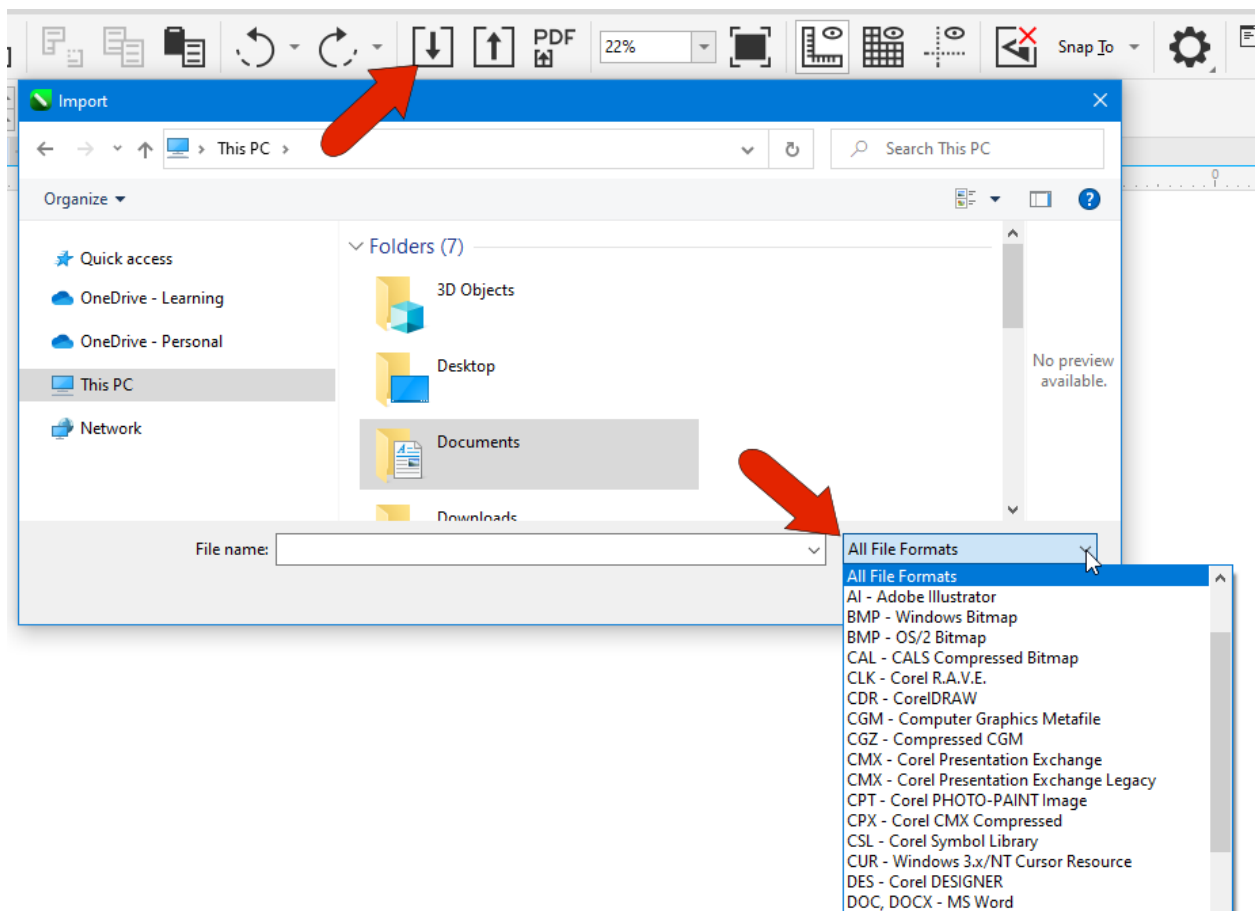 PDF
22%
Snap To
Import
This PC
Search This PC
0
Organize
?
Quick access
OneDrive - Learning
OneDrive - Personal
This PC
Network
Folders (7)
3D Objects
Desktop
Documents
Downloads
No preview
available.
File name:
All File Formats
All File Formats
AI - Adobe Illustrator
BMP - Windows Bitmap
BMP - OS/2 Bitmap
CAL - CALS Compressed Bitmap
CLK - Corel R.A.V.E.
CDR - CorelDRAW
CGM - Computer Graphics Metafile
CGZ - Compressed CGM
CMX - Corel Presentation Exchange
CMX - Corel Presentation Exchange Legacy
CPT - Corel PHOTO-PAINT Image
CPX - Corel CMX Compressed
CSL - Corel Symbol Library
CUR - Windows 3.x/NT Cursor Resource
DES - Corel DESIGNER
DOC, DOCX - MS Word